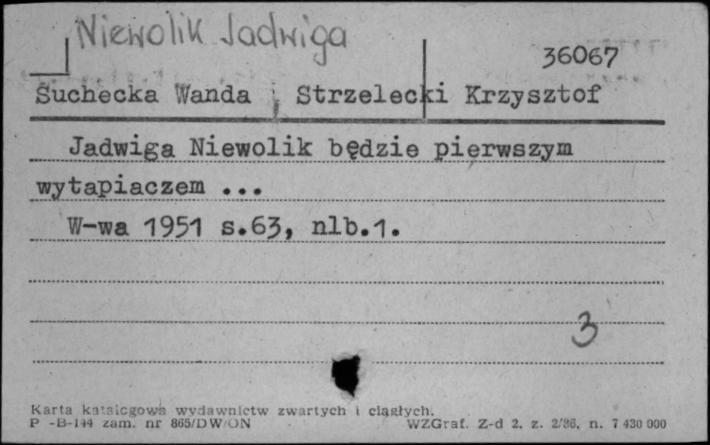 Niewolik Jadwiga
36067
Suchecka Wanda ; Strzelecki Krzysztof
Jadwiga Niewolik będzie pierwszym
wytapiaczem ...
W-wa 1951 s.63, nlb.1.
3
Karta katalogowa wydawnictw zwartych i ciągłych.
P -B-144 zam. nr 865/DW/ON WZGraf. Z-d 2. z. 2/86, n. 7 430 000